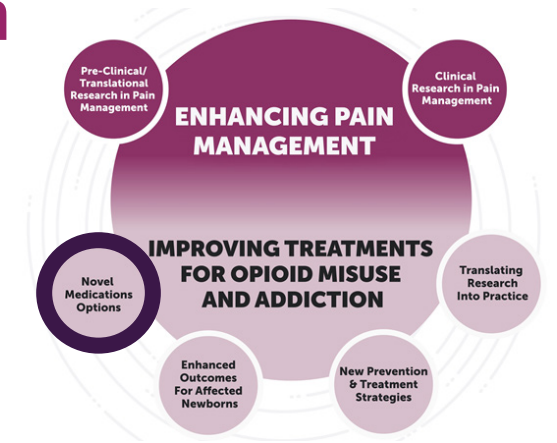 Pre-Clinical/
Translational
Research in Pain
Management
Clinical
Research in Pain
Management
ENHANCING PAIN
MANAGEMENT
IMPROVING TREATMENTS
FOR OPIOID MISUSE
AND ADDICTION
Novel
Medications
Options
Translating
Research
Into Practice
Enhanced
Outcomes
For Affected
Newborns
New Prevention
& Treatment
Strategies